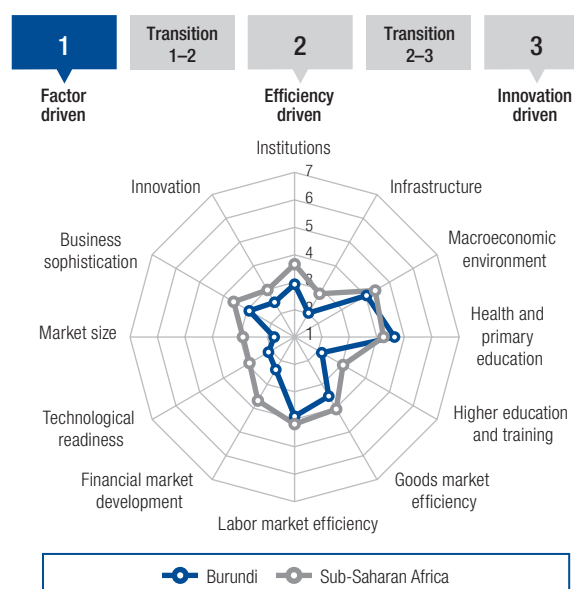 1
Transition
1–2
2
Transition
2–3
3
Factor
driven
Efficiency
driven
Innovation
driven
Institutions
7
Innovation
6
Infrastructure
5
Business
sophistication
4
Macroeconomic
environment
3
2
Market size
1
Health and
primary
education
Technological
readiness
Higher education
and training
Financial market
development
Goods market
efficiency
Labor market efficiency
Burundi
Sub-Saharan Africa